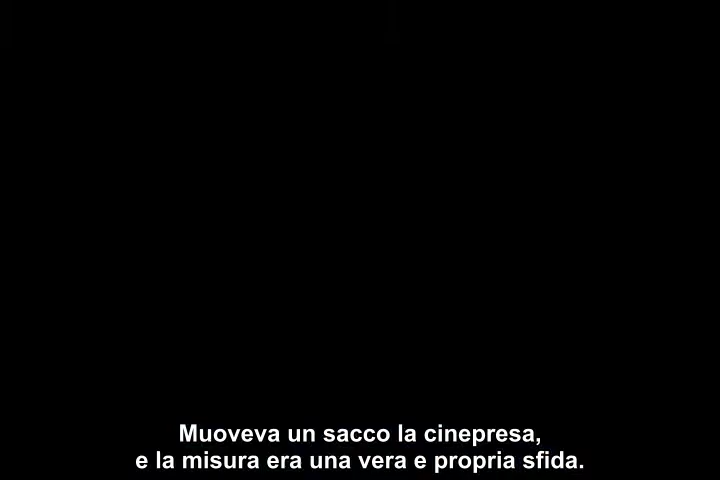 Muoveva un sacco la cinepresa,
e la misura era una vera e propria sfida.